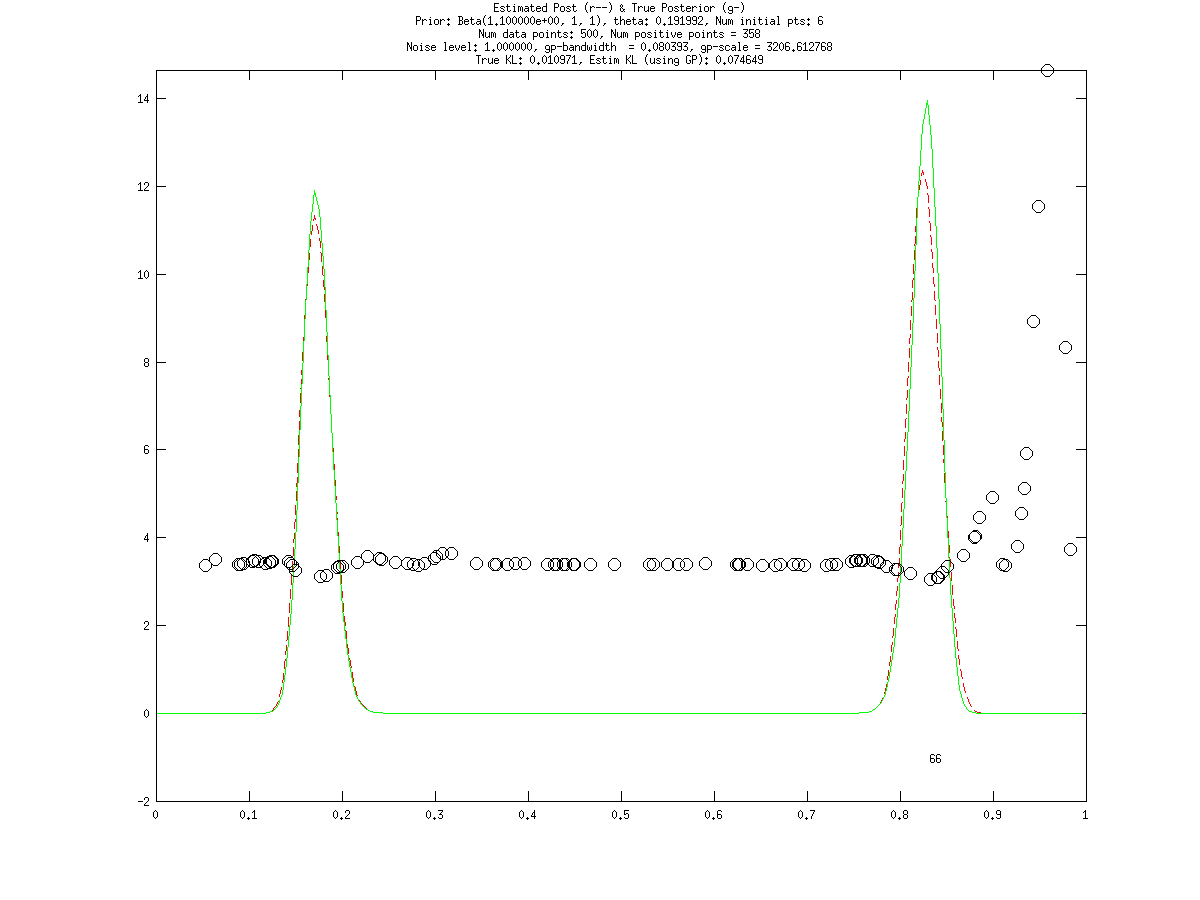 Estimated Post (r--) & True Posterior (g-)
Prior: Beta(1.100000e+00, 1, 1), theta: 0.191992, Num initial pts: 6
Num data points: 500, Num positive points = 358
Noise level: 1.000000, gp-bandwidth  = 0.080393, gp-scale = 3206.612768
True KL: 0.010971, Estim KL (using GP): 0.074649
14
12
10
8
6
4
2
0
66
-2
0 0.1 0.2 0.3 0.4 0.5 0.6 0.7 0.8 0.9 1